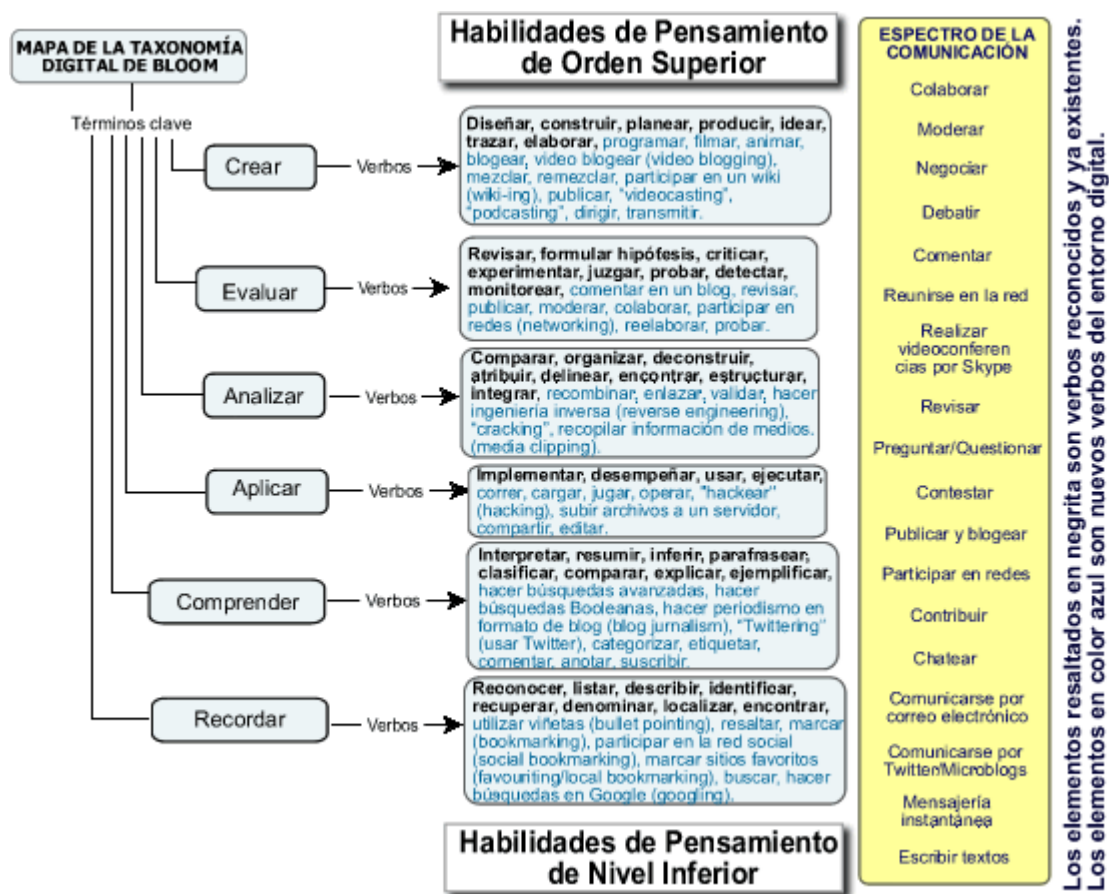 MAPA DE LA TAXONOMÍA
DIGITAL DE BLOOM
Términos clave
Habilidades de Pensamiento
de Orden Superior
Crear
Verbos
Diseñar, construir, planear, producir, idear,
trazar, elaborar, programar, filmar, animar,
blogear, video blogear (video blogging),
mezclar, remezclar, participar en un wiki
(wiki-ing), publicar, "videocasting",
"podcasting", dirigir, transmitir.
Evaluar
Verbos
Revisar, formular hipótesis, criticar,
experimentar, juzgar, probar, detectar,
monitorear, comentar en un blog, revisar,
publicar, moderar, colaborar, participar en
redes (networking), reelaborar, probar.
Analizar
Verbos
Comparar, organizar, deconstruir,
atribuir, delinear, encontrar, estructurar,
integrar, recombinar, enlazar, validar, hacer
ingeniería inversa (reverse engineering),
"cracking", recopilar información de medios.
(media clipping).
Aplicar
Verbos
Implementar, desempeñar, usar, ejecutar,
correr, cargar, jugar, operar, "hackear"
(hacking), subir archivos a un servidor,
compartir, editar.
Comprender
Verbos
Interpretar, resumir, inferir, parafrasear,
clasificar, comparar, explicar, ejemplificar,
hacer búsquedas avanzadas, hacer
búsquedas Booleanas, hacer periodismo en
formato de blog (blog jurnalism), "Twittering"
(usar Twitter), categorizar, etiquetar,
comentar, anotar, suscribir.
Recordar
Verbos
Reconocer, listar, describir, identificar,
recuperar, denominar, localizar, encontrar,
utilizar viñetas (bullet pointing), resaltar, marcar
(bookmarking), participar en la red social
(social bookmarking), marcar sitios favoritos
(favouriting/local bookmarking), buscar, hacer
búsquedas en Google (googling).
Habilidades de Pensamiento
de Nivel Inferior
ESPECTRO DE LA
COMUNICACIÓN
Colaborar
Moderar
Negociar
Debatir
Comentar
Reunirse en la red
Realizar
videoconferen
cias por Skype
Revisar
Preguntar/Questionar
Contestar
Publicar y blogear
Participar en redes
Contribuir
Chatear
Comunicarse por
correo electrónico
Comunicarse por
Twitter/Microblogs
Mensajería
instantánea
Escribir textos
Los elementos resaltados en negrita son verbos reconocidos y ya existentes.
Los elementos en color azul son nuevos verbos del entorno digital.